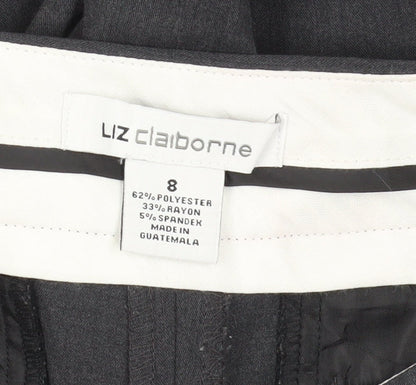 LIZ claiborne
8
62% POLYESTER
33% RAYON
5% SPANDEX
MADE IN
GUATEMALA